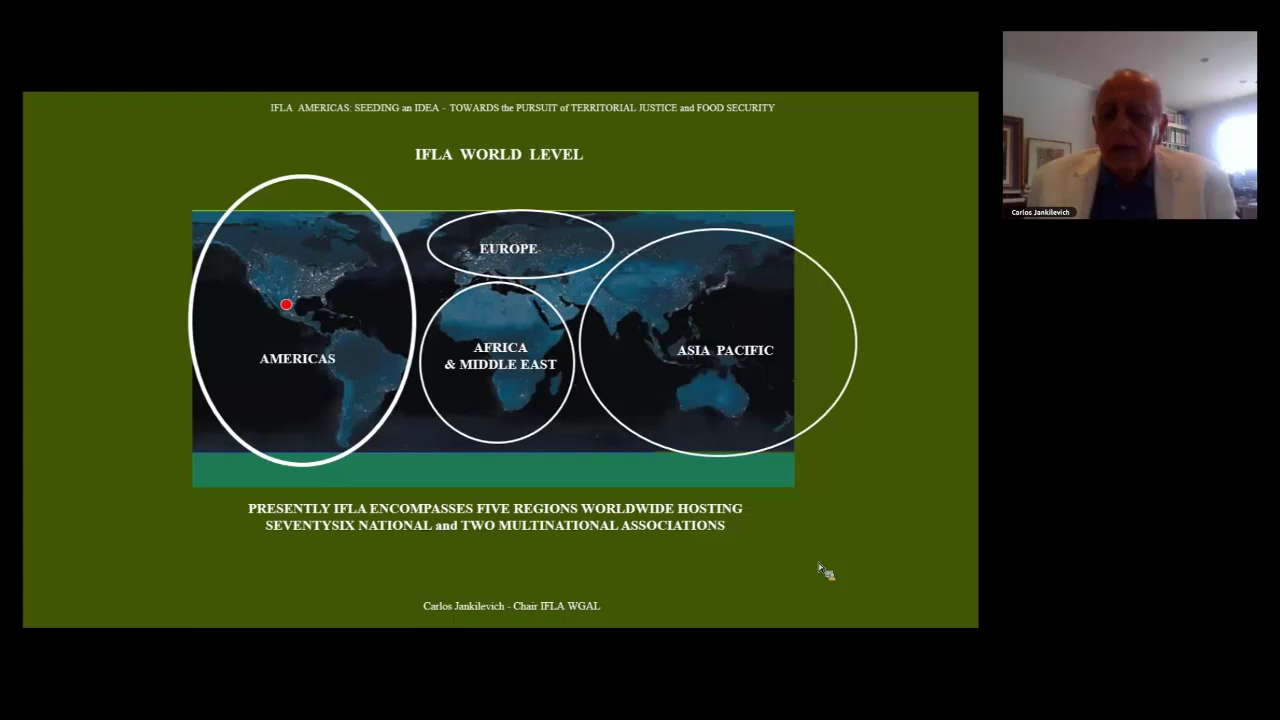 IFLA AMERICAS: SEEDING an IDEA - TOWARDS the PURSUIT of TERRITORIAL JUSTICE and FOOD SECURITY
IFLA WORLD LEVEL
EUROPE
AMERICAS
AFRICA
& MIDDLE EAST
ASIA PACIFIC
PRESENTLY IFLA ENCOMPASSES FIVE REGIONS WORLDWIDE HOSTING
SEVENTYSIX NATIONAL and TWO MULTINATIONAL ASSOCIATIONS
Carlos Jankilevich - Chair IFLA WGAL
Carlos Jankilevich